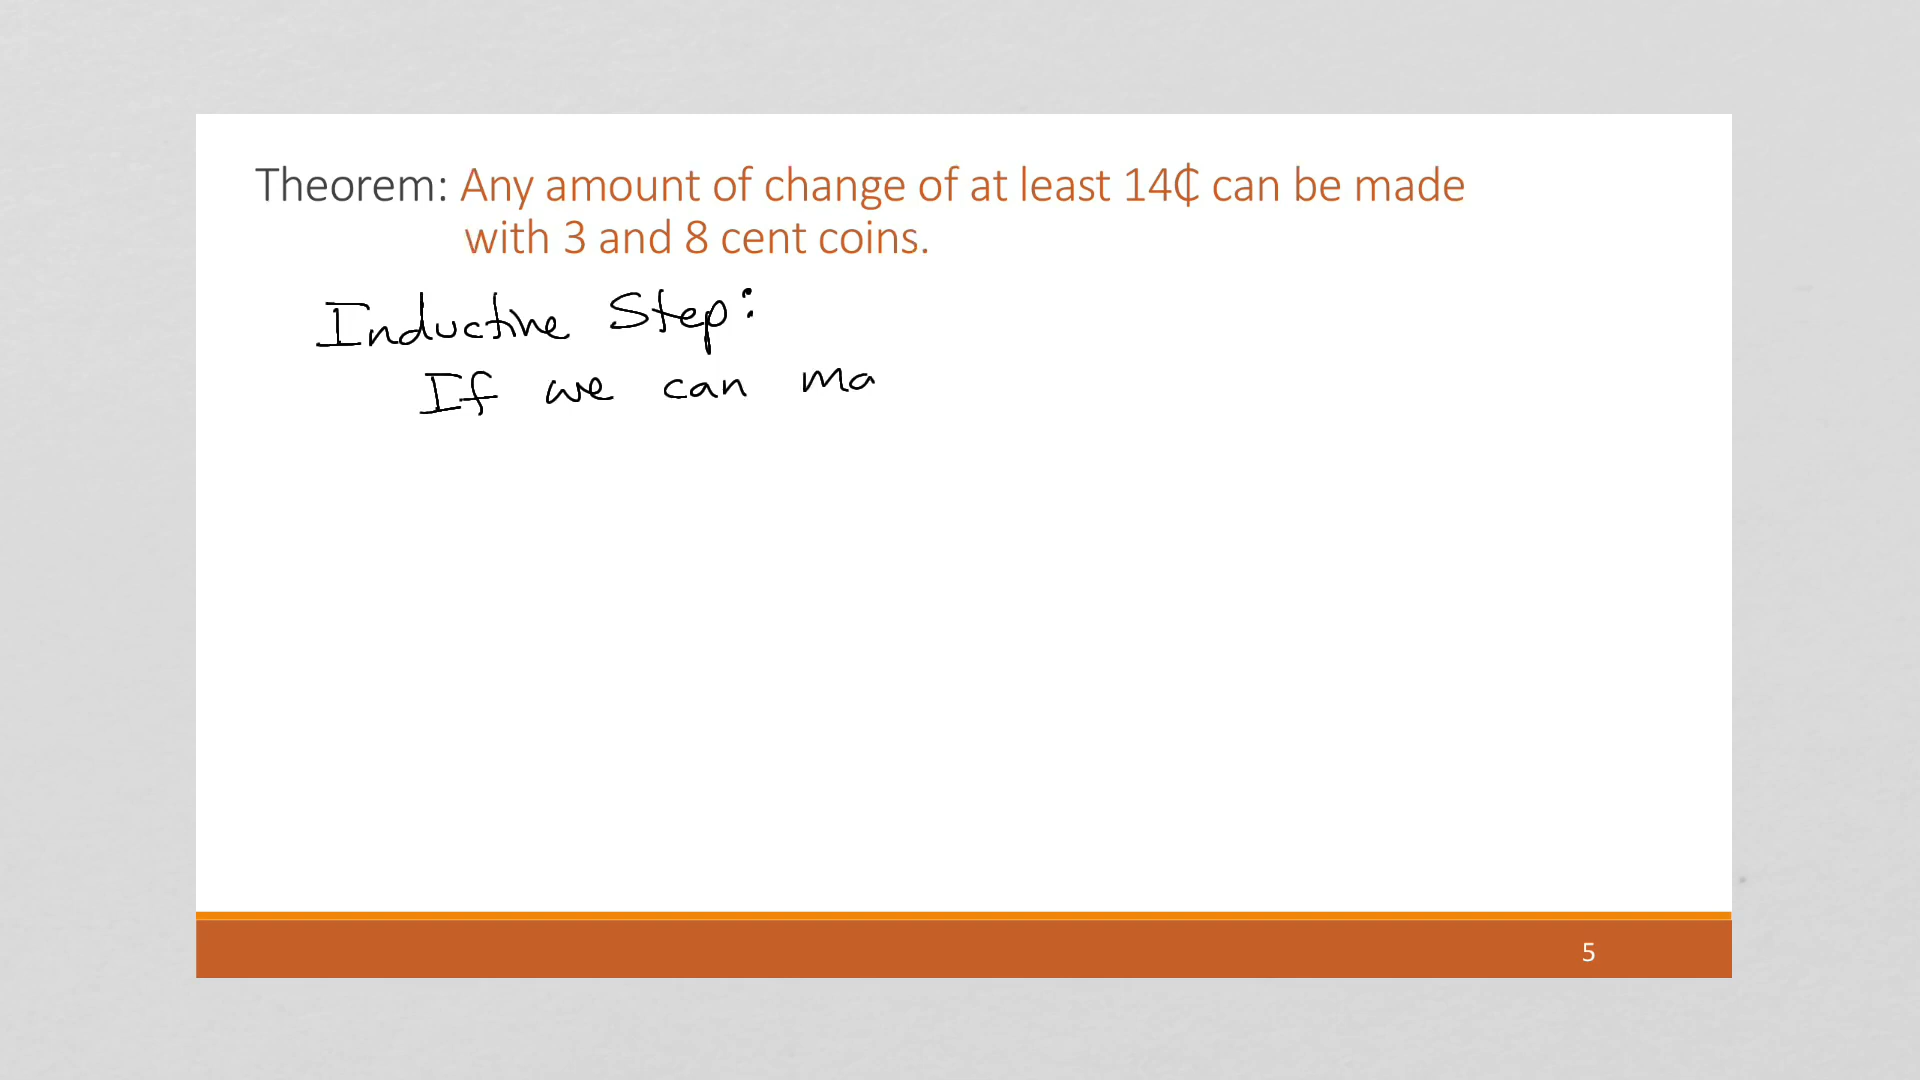 Theorem: Any amount of change of at least 14₵ can be made
with 3 and 8 cent coins.
Inductive Step:
If we can ma
5